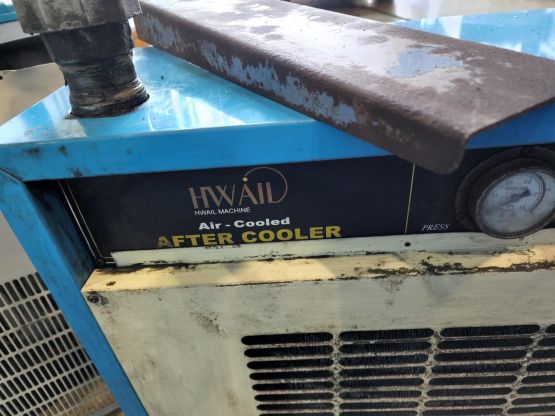 HWAIL
HWAIL MACHINE
Air - Cooled
AFTER COOLER
PRESS